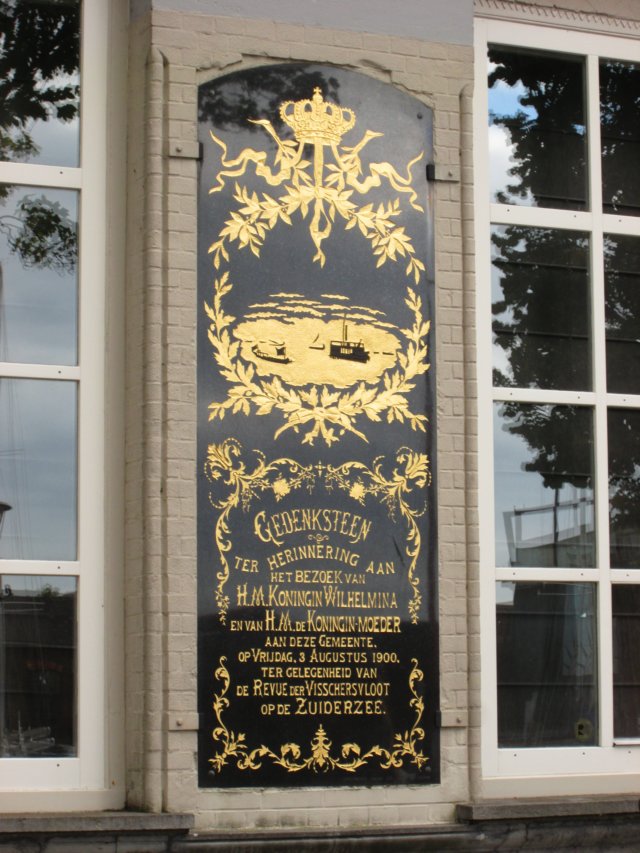 GEDENKSTEEN
TER HERINNERING AAN
HET BEZOEK VAN
H.M. KONINGIN WILHELMINA
EN VAN H.M. DE KONINGIN-MOEDER
AAN DEZE GEMEENTE,
OP VRIJDAG, 3 AUGUSTUS 1900.
TER GELEGENHEID VAN
DE REVUE DER VISSCHERSVLOOT
OP DE ZUIDERZEE.